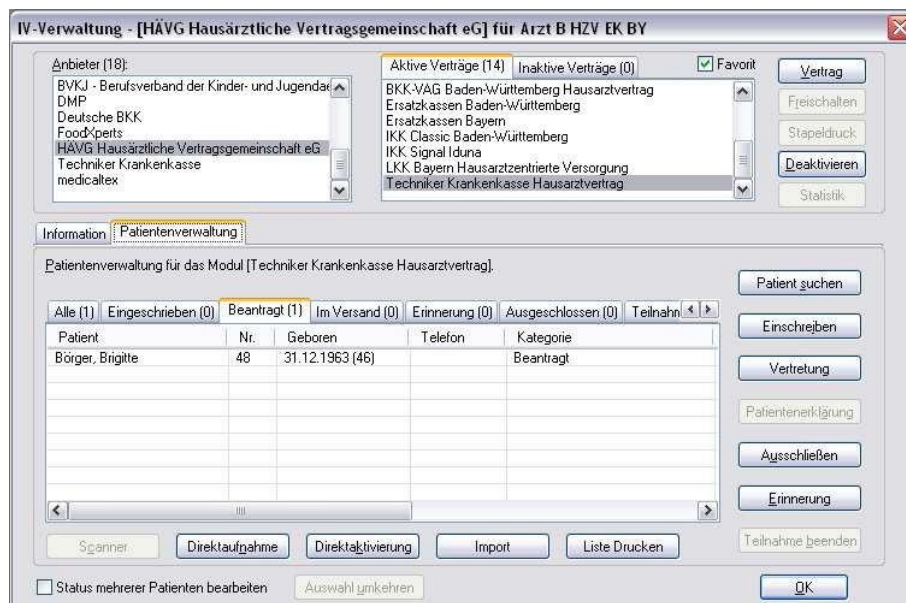 IV-Verwaltung - [HÄVG Hausärztliche Vertragsgemeinschaft eG] für Arzt B HZV EK BY
Anbieter (18):
BVKJ - Berufsverband der Kinder- und Jugendae
DMP
Deutsche BKK
FoodXperts
HÄVG Hausärztliche Vertragsgemeinschaft eG
Techniker Krankenkasse
medicaltex
Aktive Verträge (14) Inaktive Verträge (0) Favorit
BKK-VAG Baden-Württemberg Hausarztvertrag
Ersatzkassen Baden-Württemberg
Ersatzkassen Bayern
IKK Classic Baden-Württemberg
IKK Signal Iduna
LKK Bayern Hausarztzentrierte Versorgung
Techniker Krankenkasse Hausarztvertrag
Vertrag
Freischalten
Stapeldruck
Deaktivieren
Statistik
Information Patientenverwaltung
Patientenverwaltung für das Modul [Techniker Krankenkasse Hausarztvertrag].
Alle (1) Eingeschrieben (0) Beantragt (1) Im Versand (0) Erinnerung (0) Ausgeschlossen (0) Teilnahn
Patient Nr. Geboren Telefon Kategorie
Börger, Brigitte 48 31.12.1963 (46) Beantragt
Patient suchen
Einschreiben
Vertretung
Patientenerklärung
Ausschließen
Erinnerung
Teilnahme beenden
Scanner Direktaufnahme Direktaktivierung Import Liste Drucken
Status mehrerer Patienten bearbeiten Auswahl umkehren OK